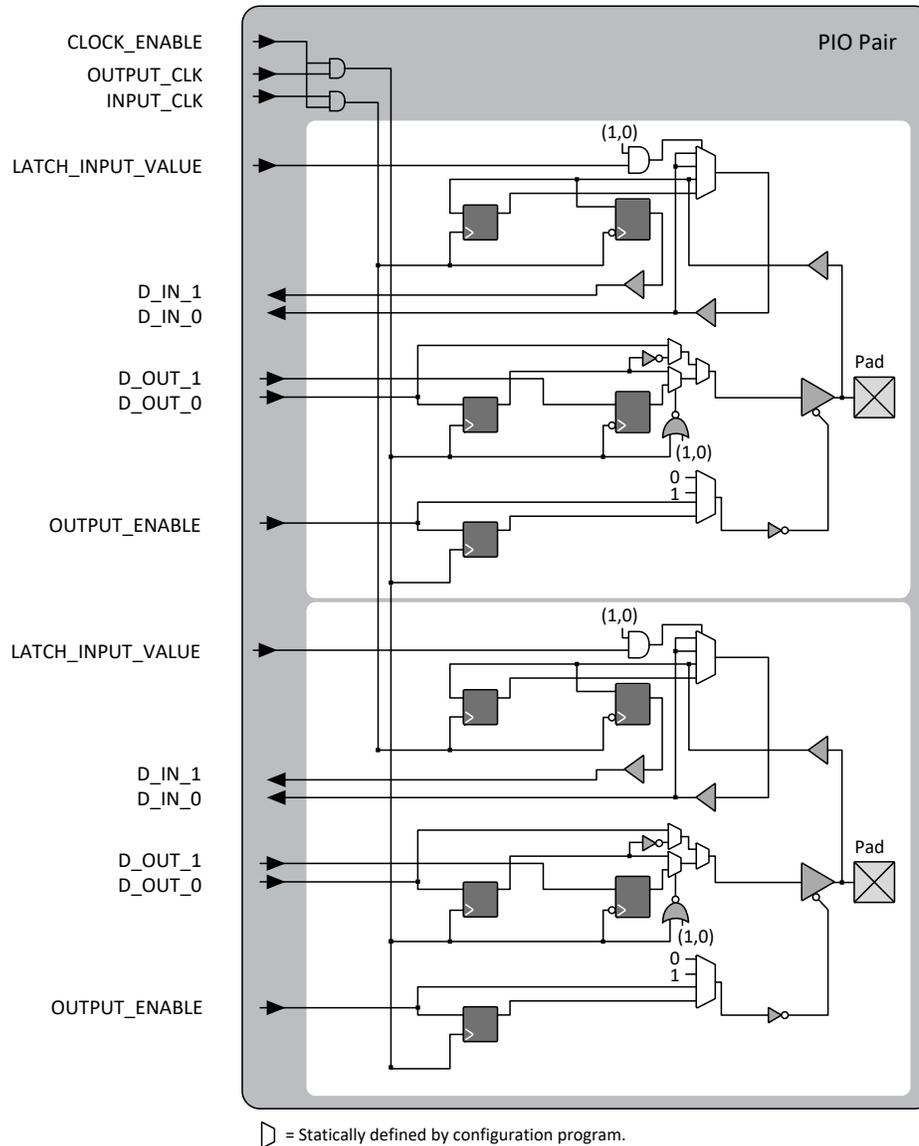 CLOCK_ENABLE
PIO Pair
OUTPUT_CLK
INPUT_CLK
(1,0)
LATCH_INPUT_VALUE
D_IN_1
D_IN_0
Pad
D_OUT_1
D_OUT_0
(1,0)
0
1
OUTPUT_ENABLE
(1,0)
LATCH_INPUT_VALUE
D_IN_1
D_IN_0
Pad
D_OUT_1
D_OUT_0
(1,0)
0
1
OUTPUT_ENABLE
= Statically defined by configuration program.